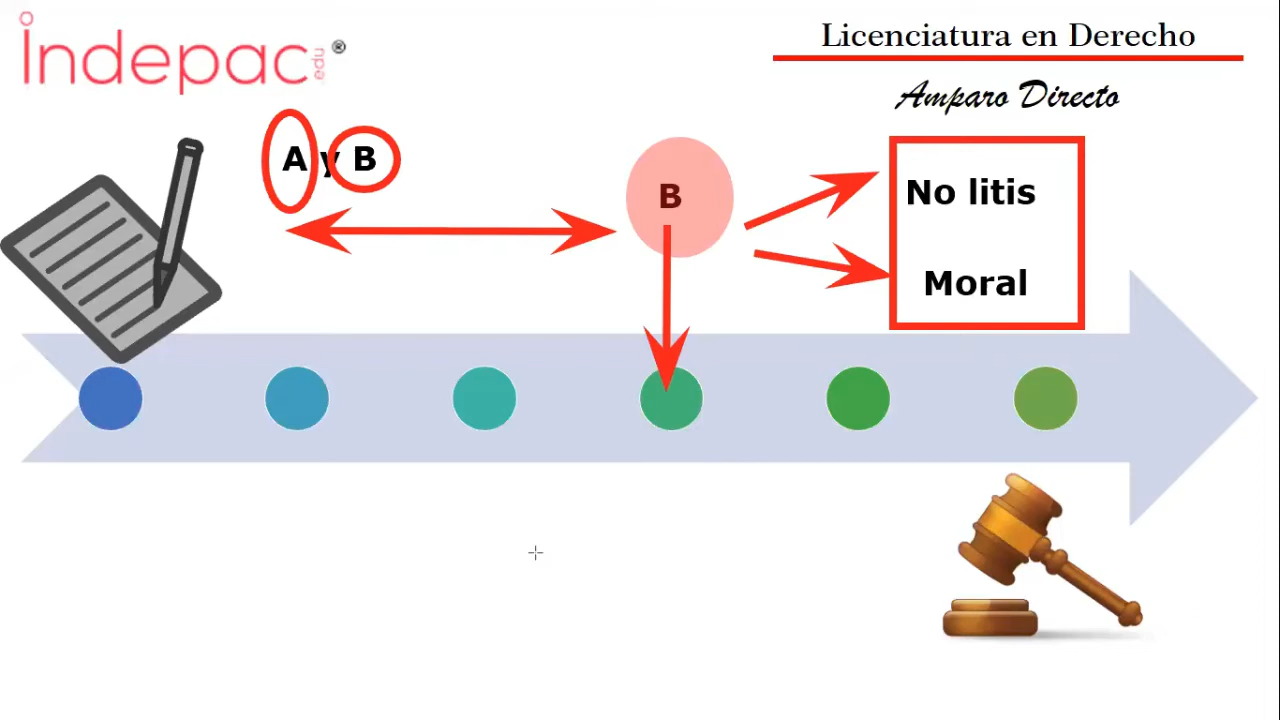 indepac.edu®
Licenciatura en Derecho
Amparo Directo
A y B
B
No litis
Moral